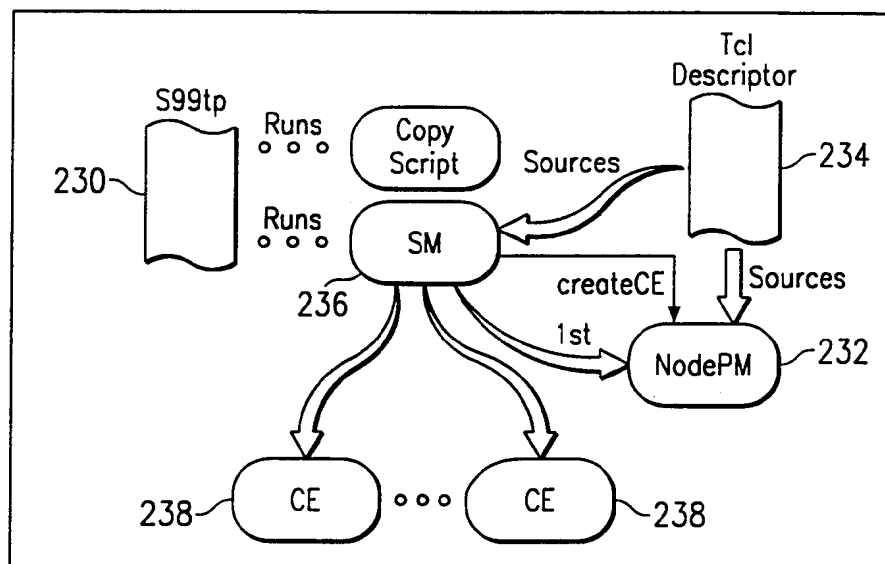 Tcl
Descriptor
S99tp
Runs
Copy
Script
Sources
230
234
Runs
SM
236
createCE
Sources
1st
NodePM
232
CE
CE
238
238